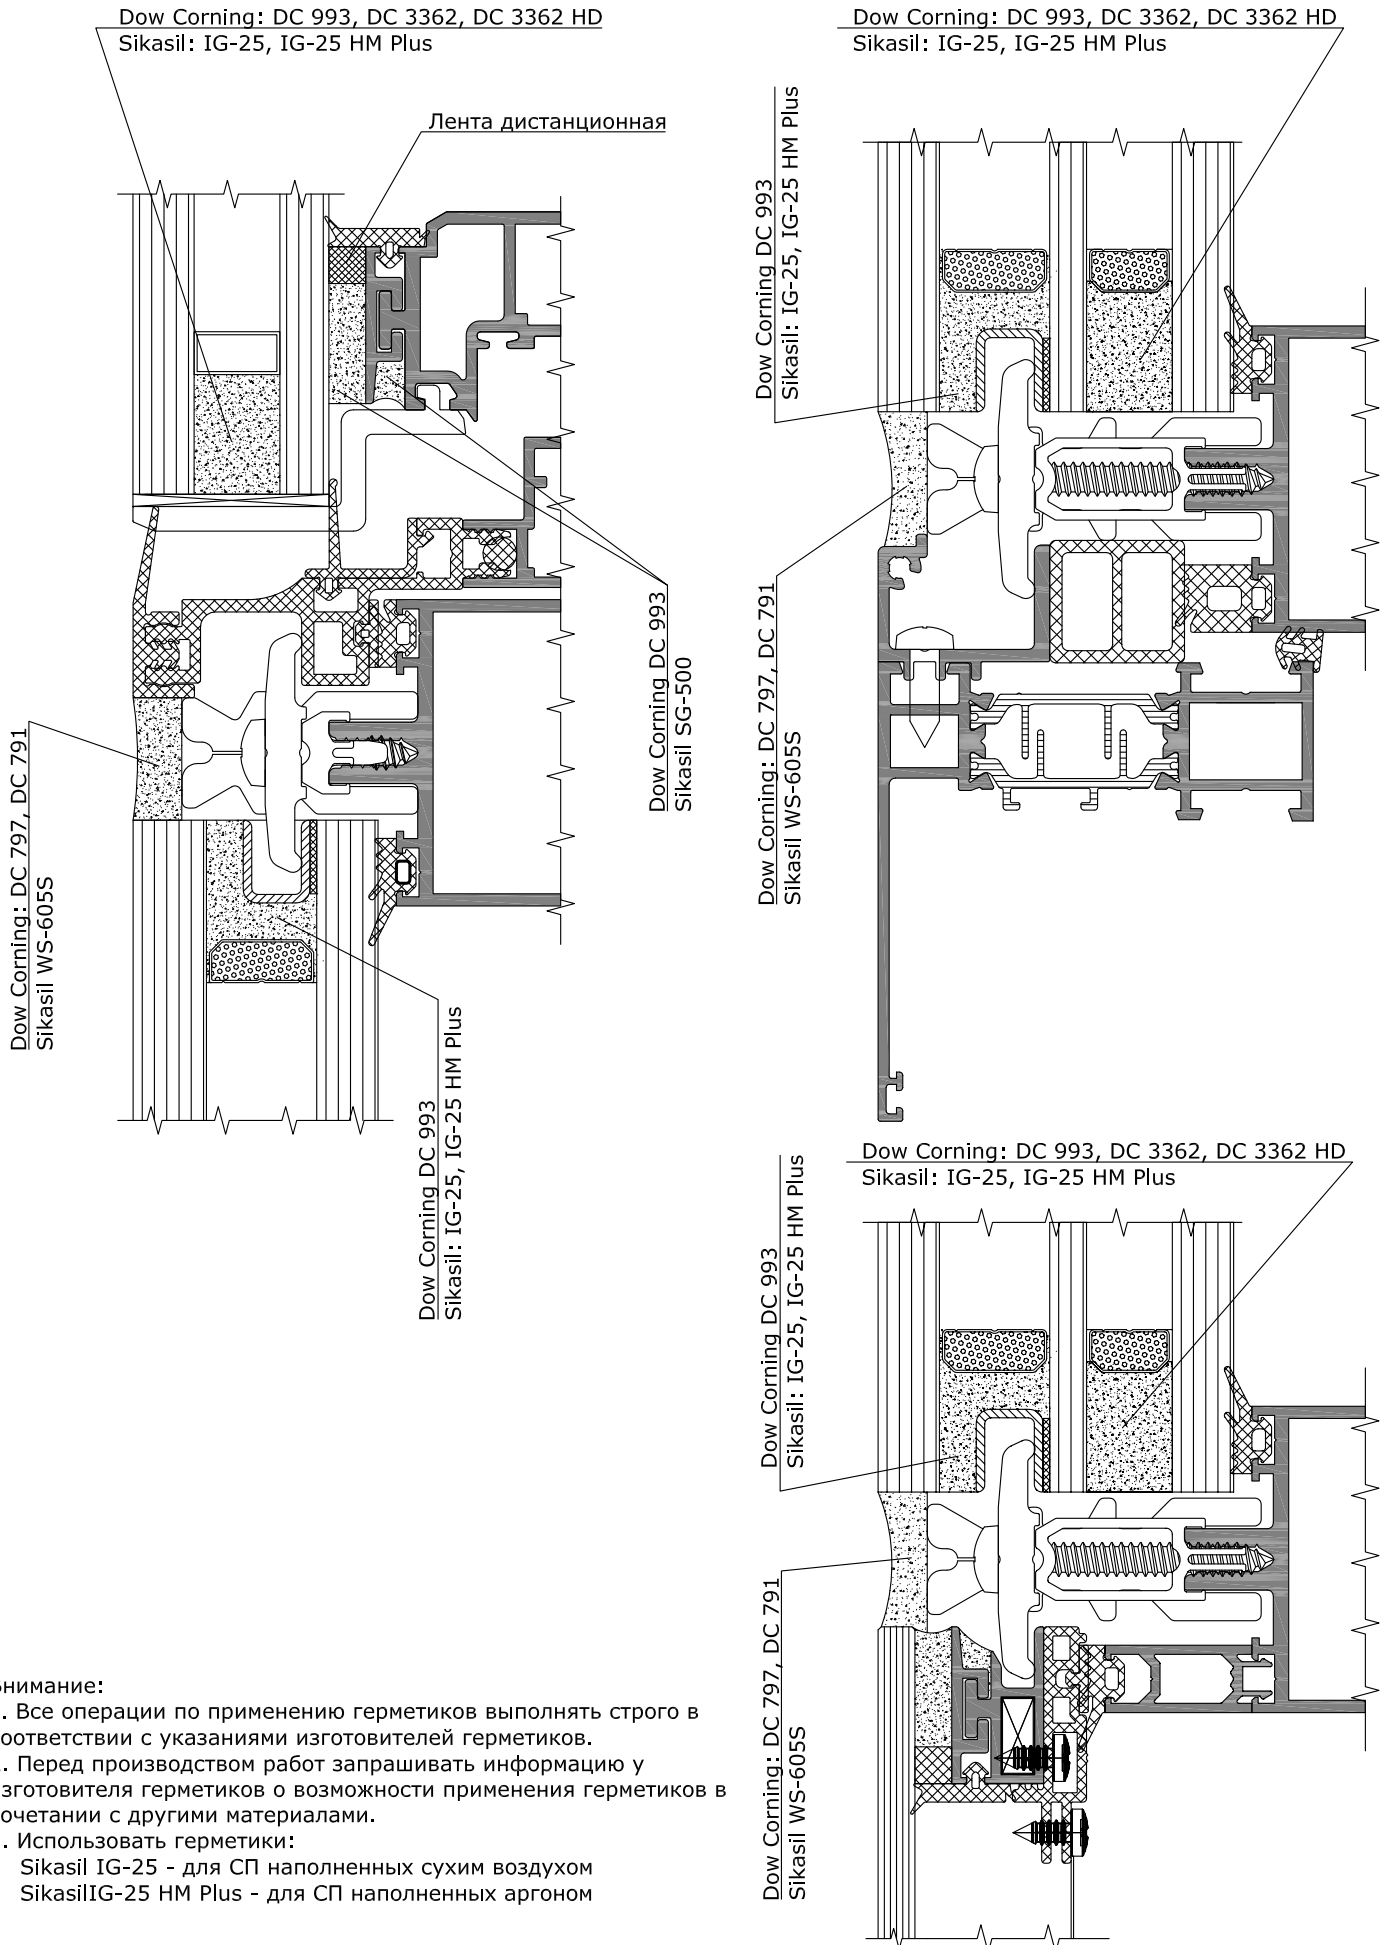 Dow Corning: DC 993, DC 3362, DC 3362 HD
Sikasil: IG-25, IG-25 HM Plus
Лента дистанционная
Dow Corning DC 993
Sikasil SG-500
Dow Corning: DC 797, DC 791
Sikasil WS-605S
Dow Corning DC 993
Sikasil: IG-25, IG-25 HM Plus
Dow Corning: DC 993, DC 3362, DC 3362 HD
Sikasil: IG-25, IG-25 HM Plus
Dow Corning DC 993
Sikasil: IG-25, IG-25 HM Plus
Dow Corning: DC 797, DC 791
Sikasil WS-605S
Dow Corning: DC 993, DC 3362, DC 3362 HD
Sikasil: IG-25, IG-25 HM Plus
Dow Corning DC 993
Sikasil: IG-25, IG-25 HM Plus
Dow Corning: DC 797, DC 791
Sikasil WS-605S
нимание:
. Все операции по применению герметиков выполнять строго в
оответствии с указаниями изготовителей герметиков.
. Перед производством работ запрашивать информацию у
зготовителя герметиков о возможности применения герметиков в
очетании с другими материалами.
. Использовать герметики:
Sikasil IG-25 - для СП наполненных сухим воздухом
SikasilIG-25 HM Plus - для СП наполненных аргоном